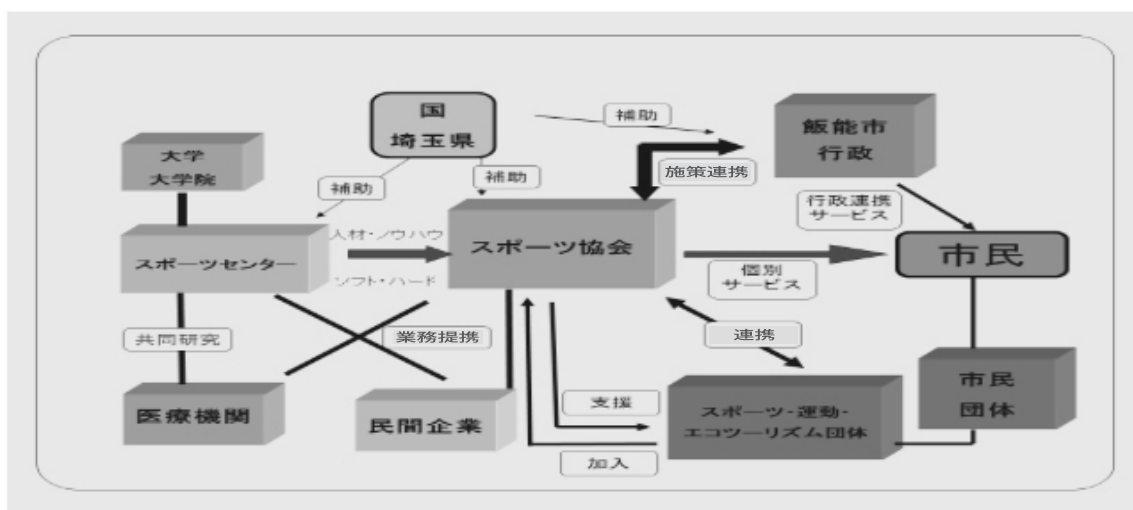 国
埼玉県
補助
飯能市
行政
大学
大学院
補助
補助
施策連携
行政連携
サービス
人材・ノウハウ
スポーツ協会
市民
スポーツセンター
ソフト・ハード
個別
サービス
共同研究
業務提携
連携
市民
団体
医療機関
民間企業
支援
スポーツ・運動・
エコツーリズム団体
加入